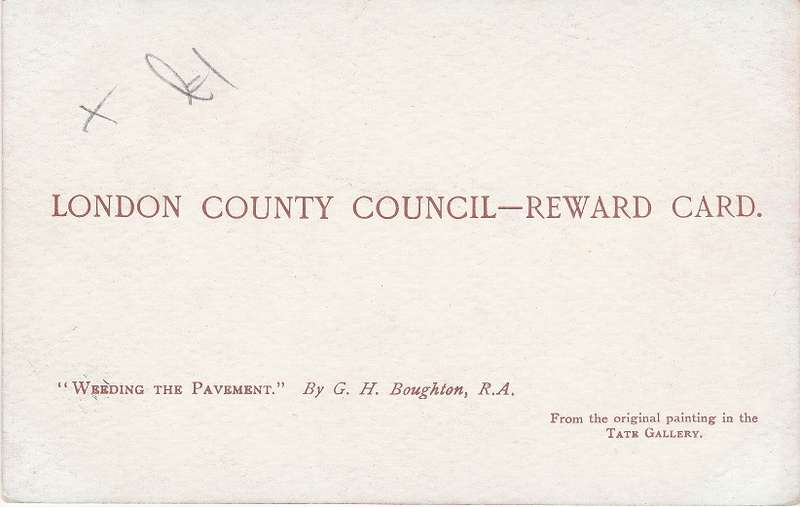 LONDON COUNTY COUNCIL—REWARD CARD.
"WEEDING THE PAVEMENT." By G. H. Boughton, R.A.
From the original painting in the
TATE GALLERY.